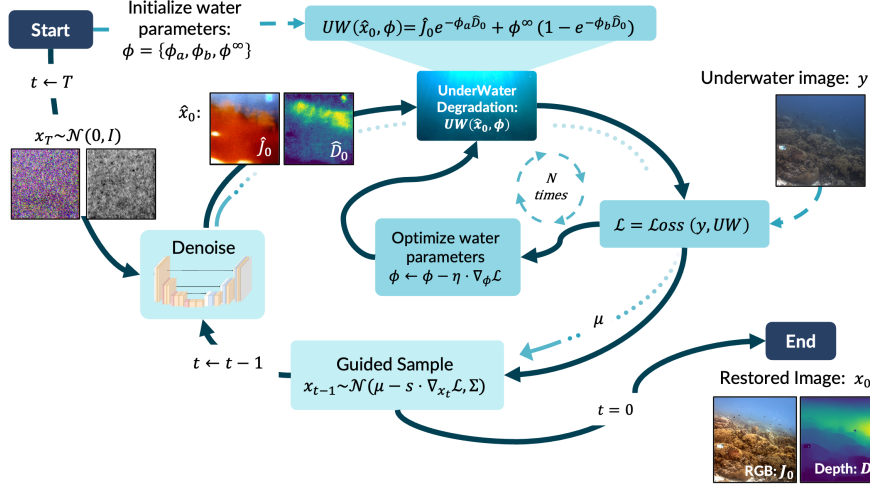 Start
Initialize water
parameters:
ϕ = {ϕ_a, ϕ_b, ϕ^∞}
UW(x̂_0, ϕ)= Ĵ_0e^{-ϕ_a D̂_0} + ϕ^∞ (1 - e^{-ϕ_b D̂_0})
t ← T
x_T~𝒩(0, I)
x̂_0:
Ĵ_0
D̂_0
UnderWater
Degradation:
UW(x̂_0, ϕ)
Underwater image: y
N
times
Denoise
Optimize water
parameters
ϕ ← ϕ − η · ∇_ϕℒ
ℒ = ℒoss (y, UW)
μ
t ← t − 1
Guided Sample
x_{t−1}~𝒩(μ − s · ∇_{x_t}ℒ, Σ)
t = 0
End
Restored Image: x_0
RGB: J_0
Depth: D